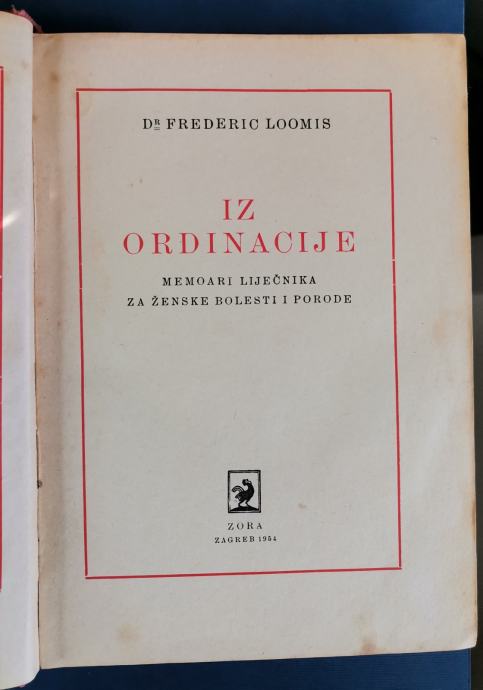 Dr FREDERIC LOOMIS
IZ
ORDINACIJE
MEMOARI LIJEČNIKA
ZA ŽENSKE BOLESTI I PORODE
ZORA
ZAGREB 1954